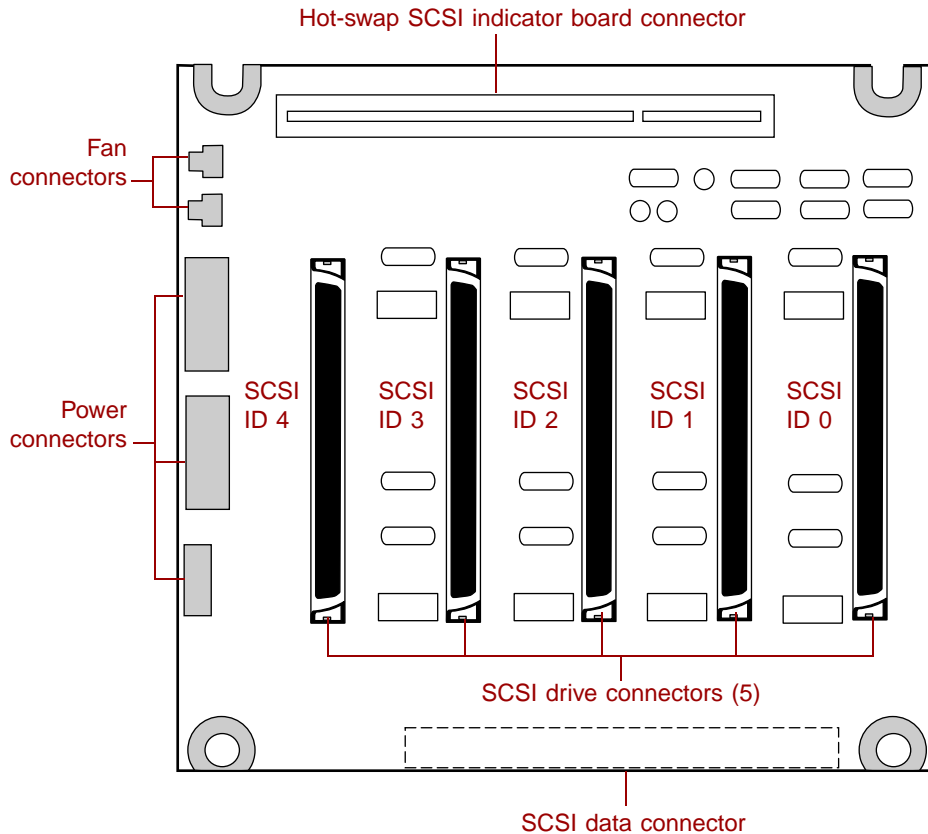 Hot-swap SCSI indicator board connector
Fan
connectors
Power
connectors
SCSI
ID 4
SCSI
ID 3
SCSI
ID 2
SCSI
ID 1
SCSI
ID 0
SCSI drive connectors (5)
SCSI data connector